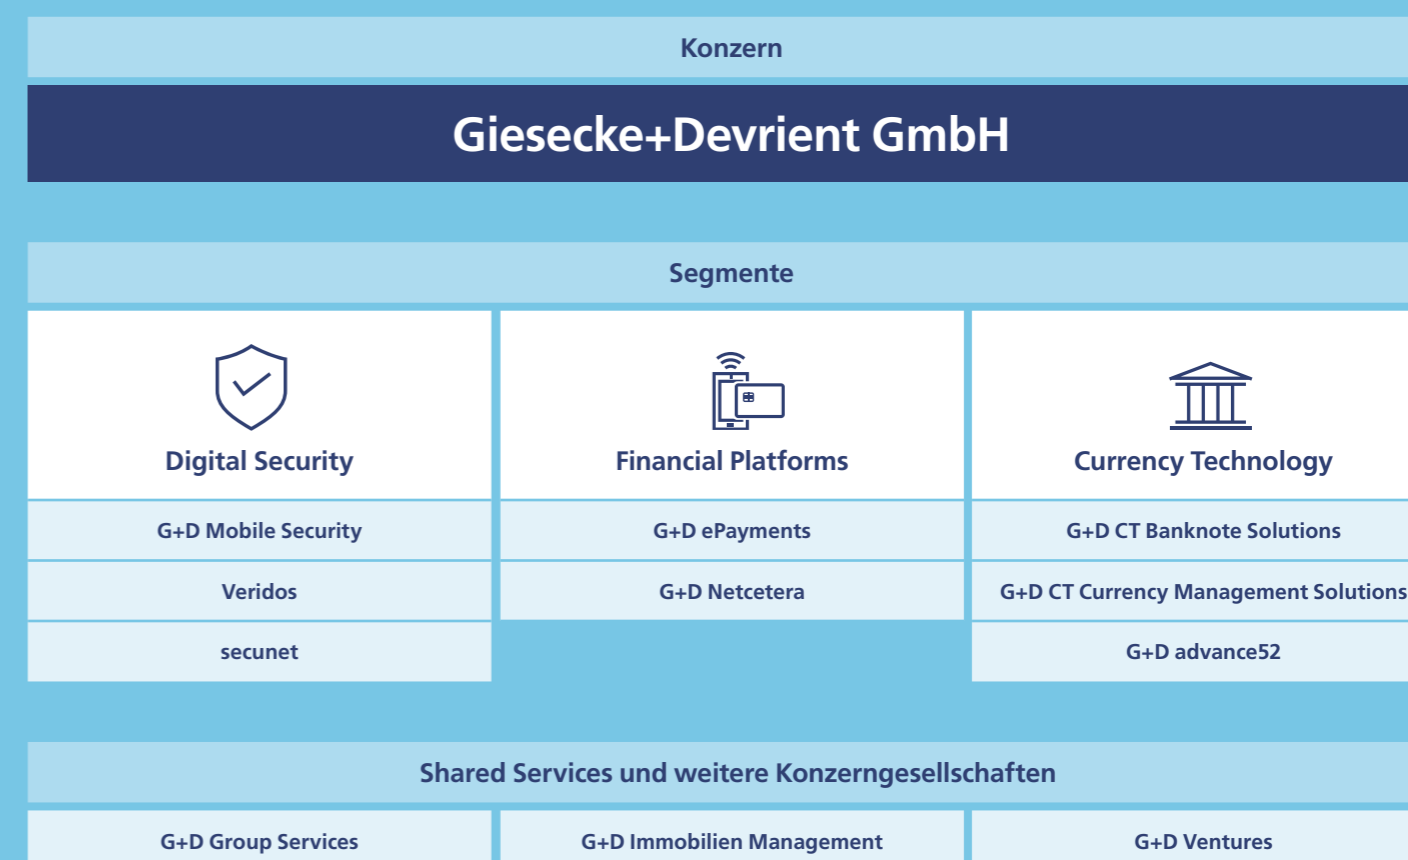 Konzern
Giesecke+Devrient GmbH
Segmente
Digital Security
Financial Platforms
Currency Technology
G+D Mobile Security
G+D ePayments
G+D CT Banknote Solutions
Veridos
G+D Netcetera
G+D CT Currency Management Solutions
secunet
G+D advance52
Shared Services und weitere Konzerngesellschaften
G+D Group Services
G+D Immobilien Management
G+D Ventures